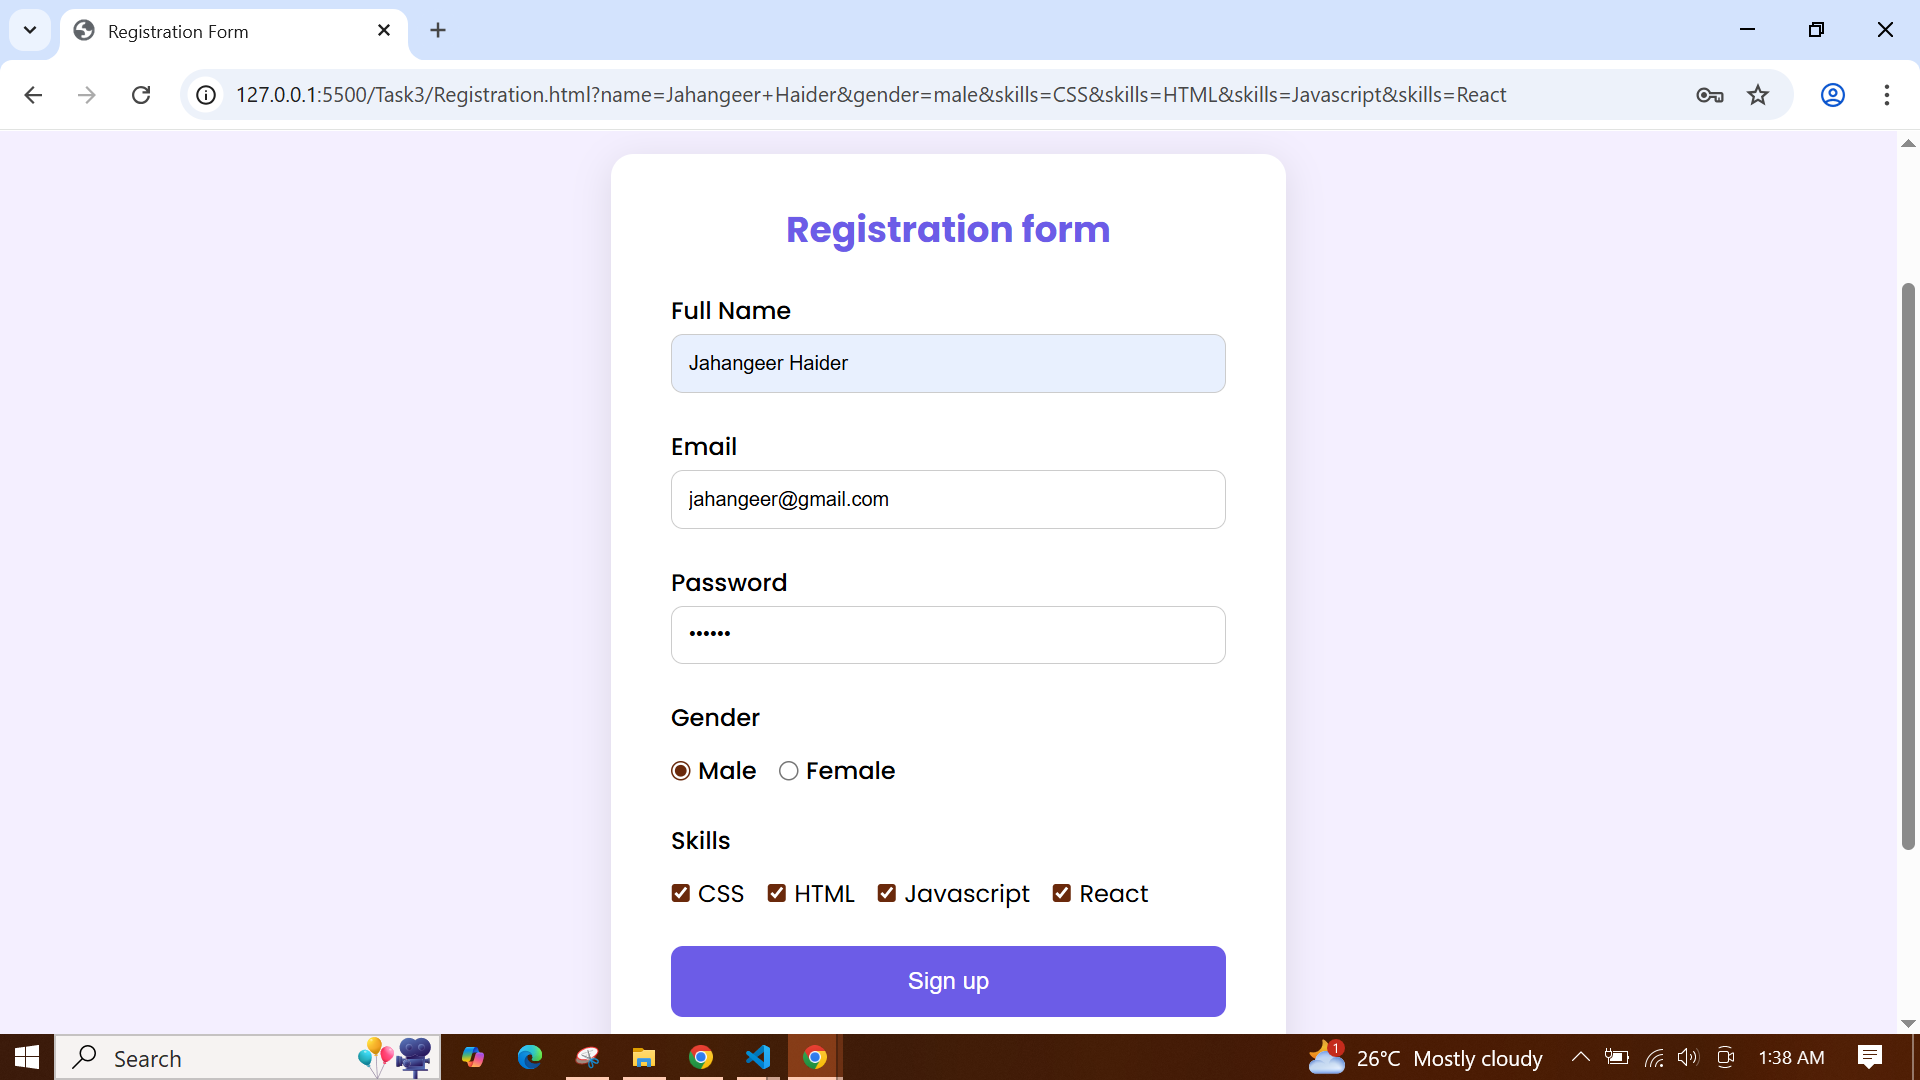 Registration Form
127.0.0.1:5500/Task3/Registration.html?name=Jahangeer+Haider&gender=male&skills=CSS&skills=HTML&skills=Javascript&skills=React
Registration form
Full Name
Jahangeer Haider
Email
jahangeer@gmail.com
Password
••••••
Gender
Male Female
Skills
CSS HTML Javascript React
Sign up
Search 1 26°C Mostly cloudy 1:38 AM